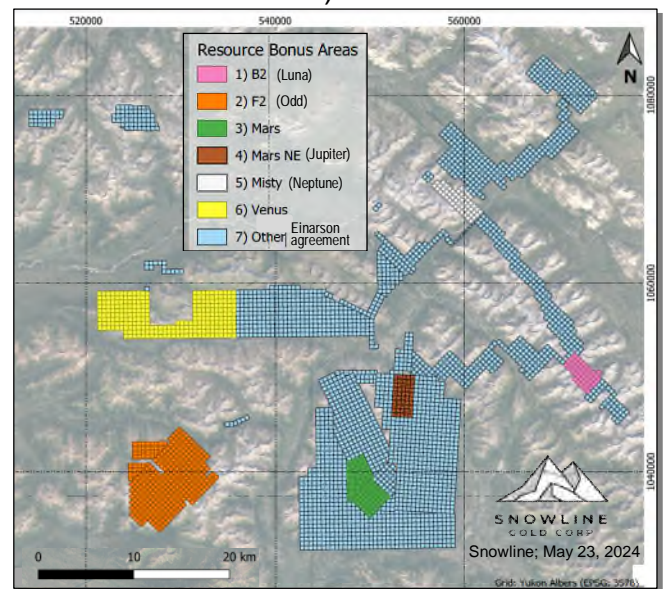 )
520000 540000 560000
Resource Bonus Areas
1) B2 (Luna)
2) F2 (Odd)
3) Mars
4) Mars NE (Jupiter)
5) Misty (Neptune)
6) Venus
7) Other Einarson
agreement
N
1080000
1060000
1040000
SNOWLINE
GOLD CORP
Snowline; May 23, 2024
0 10 20 km
Grid: Yukon Albers (EPSG: 3578)